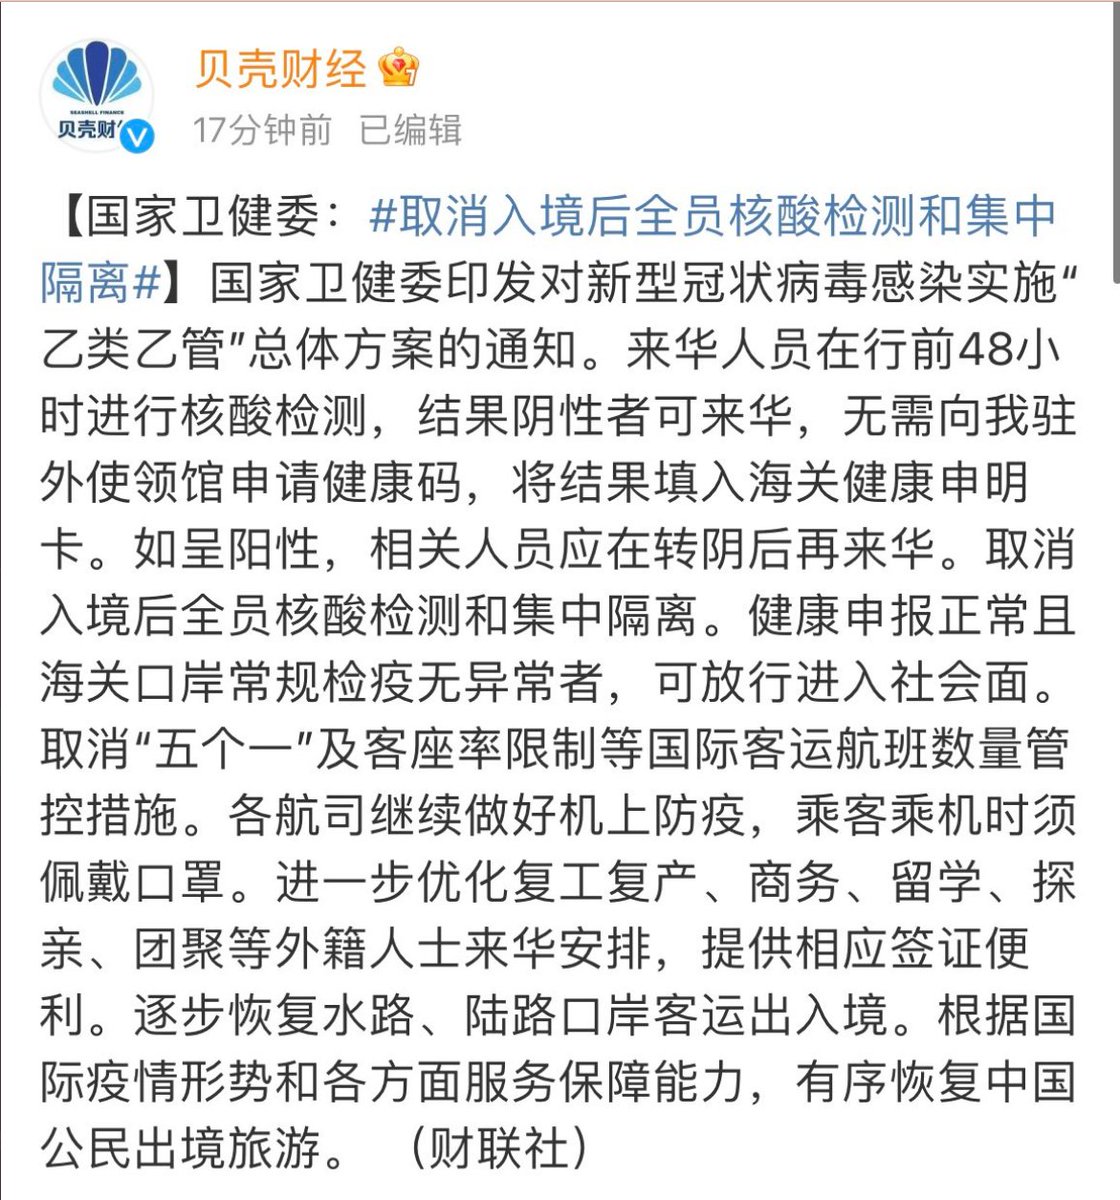 贝壳财经
SEASHELL FINANCE
贝壳财
17分钟前 已编辑
【国家卫健委：#取消入境后全员核酸检测和集中
隔离#】国家卫健委印发对新型冠状病毒感染实施“
乙类乙管”总体方案的通知。来华人员在行前48小
时进行核酸检测，结果阴性者可来华，无需向我驻
外使领馆申请健康码，将结果填入海关健康申明
卡。如呈阳性，相关人员应在转阴后再来华。取消
入境后全员核酸检测和集中隔离。健康申报正常且
海关口岸常规检疫无异常者，可放行进入社会面。
取消“五个一”及客座率限制等国际客运航班数量管
控措施。各航司继续做好机上防疫，乘客乘机时须
佩戴口罩。进一步优化复工复产、商务、留学、探
亲、团聚等外籍人士来华安排，提供相应签证便
利。逐步恢复水路、陆路口岸客运出入境。根据国
际疫情形势和各方面服务保障能力，有序恢复中国
公民出境旅游。 （财联社）